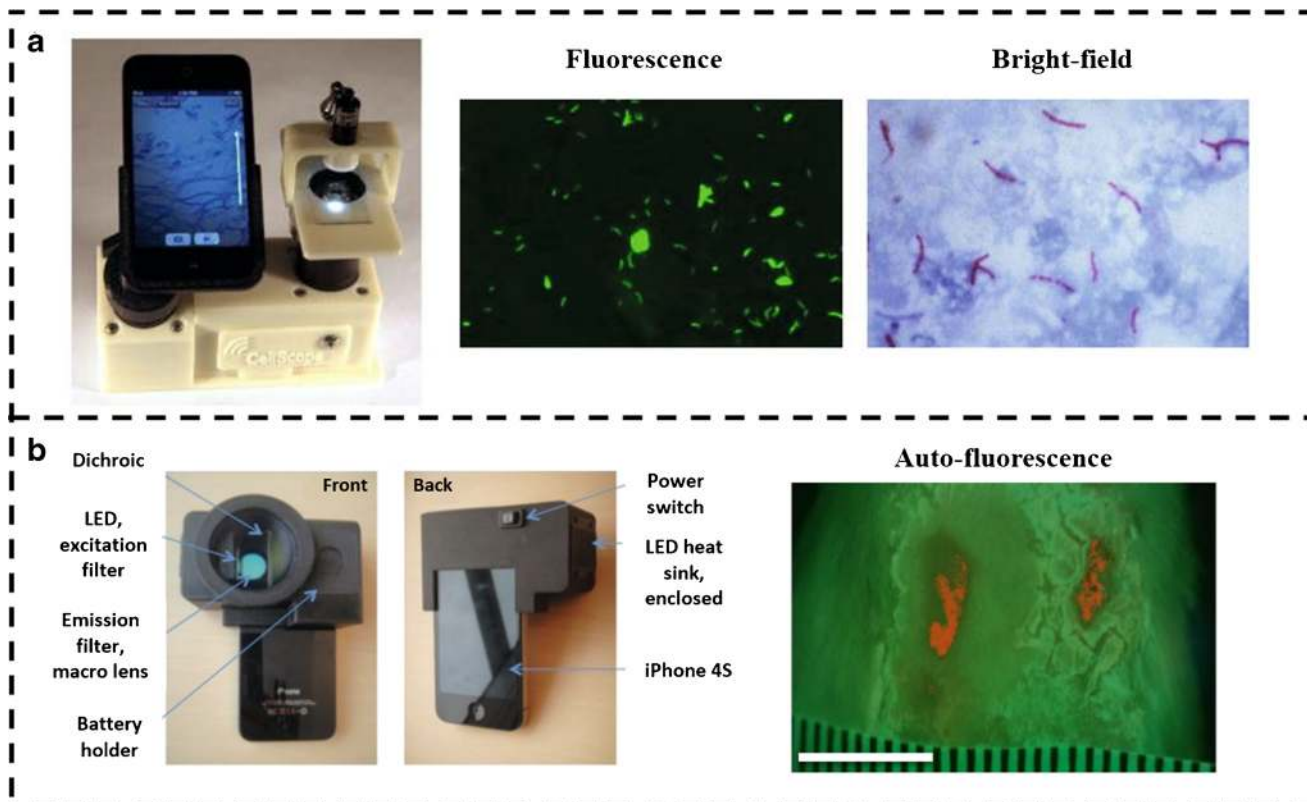 a
Fluorescence
Bright-field
CellScope
b
Dichroic
LED,
excitation
filter
Emission
filter,
macro lens
Battery
holder
Front
Back
Power
switch
LED heat
sink,
enclosed
iPhone 4S
Auto-fluorescence